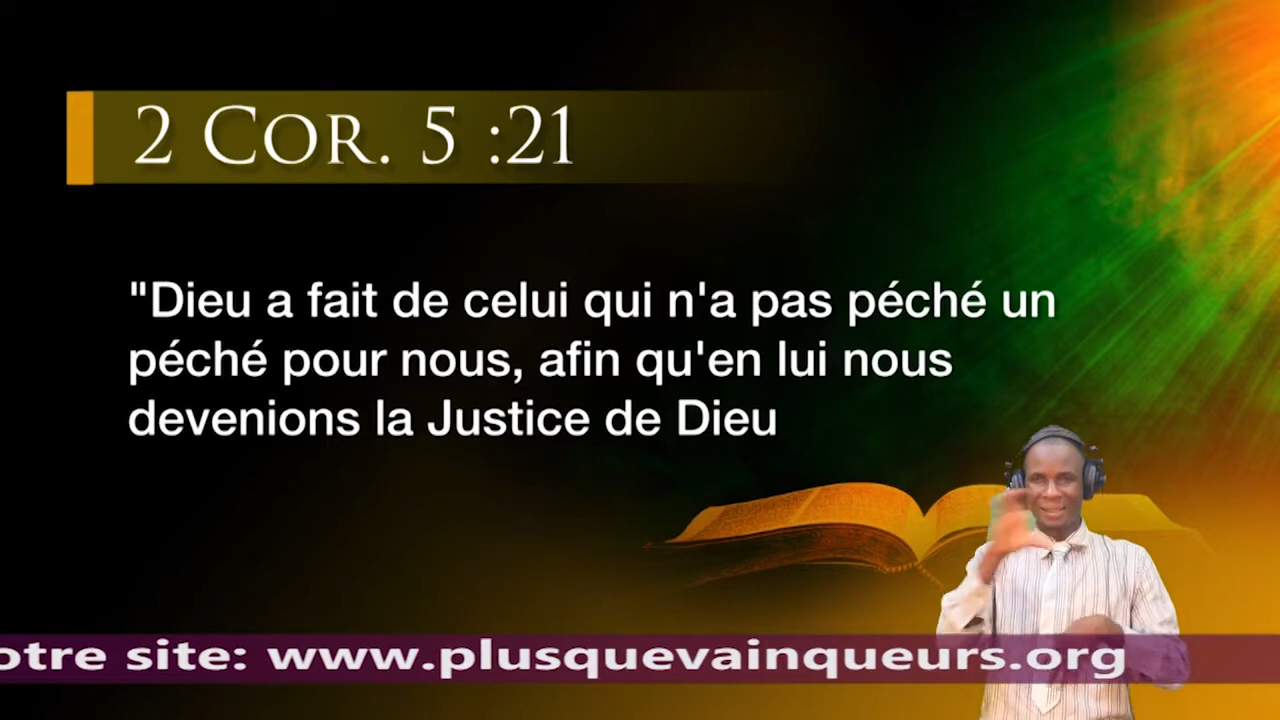 2 COR. 5 :21
"Dieu a fait de celui qui n'a pas péché un
péché pour nous, afin qu'en lui nous
devenions la Justice de Dieu
otre site: www.plusquevainqueurs.org